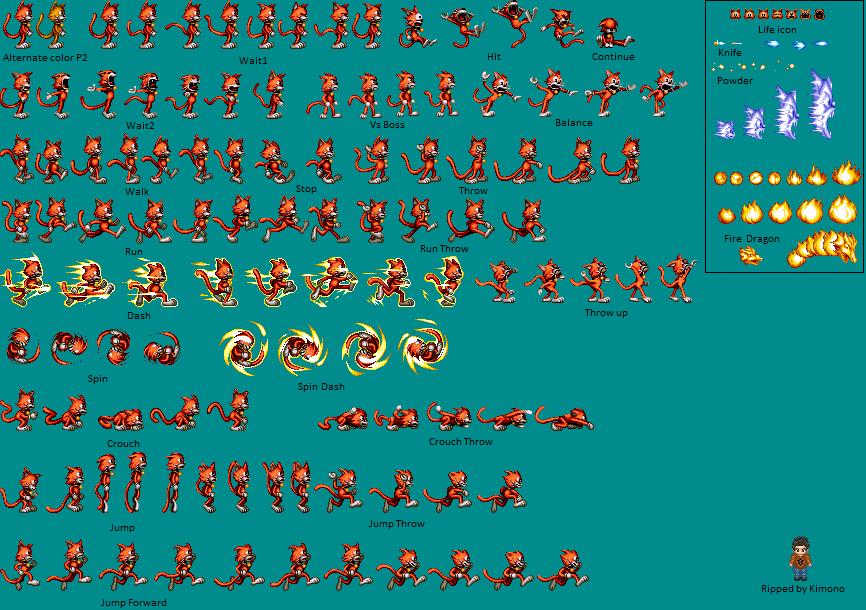 Life icon
Alternate color P2
Wait1
Hit
Continue
Knife
Powder
Wait2
Vs Boss
Balance
Walk
Stop
Throw
Run
Run Throw
Fire Dragon
Dash
Throw up
Spin
Spin Dash
Crouch
Crouch Throw
Jump
Jump Throw
Jump Forward
Ripped by Kimono